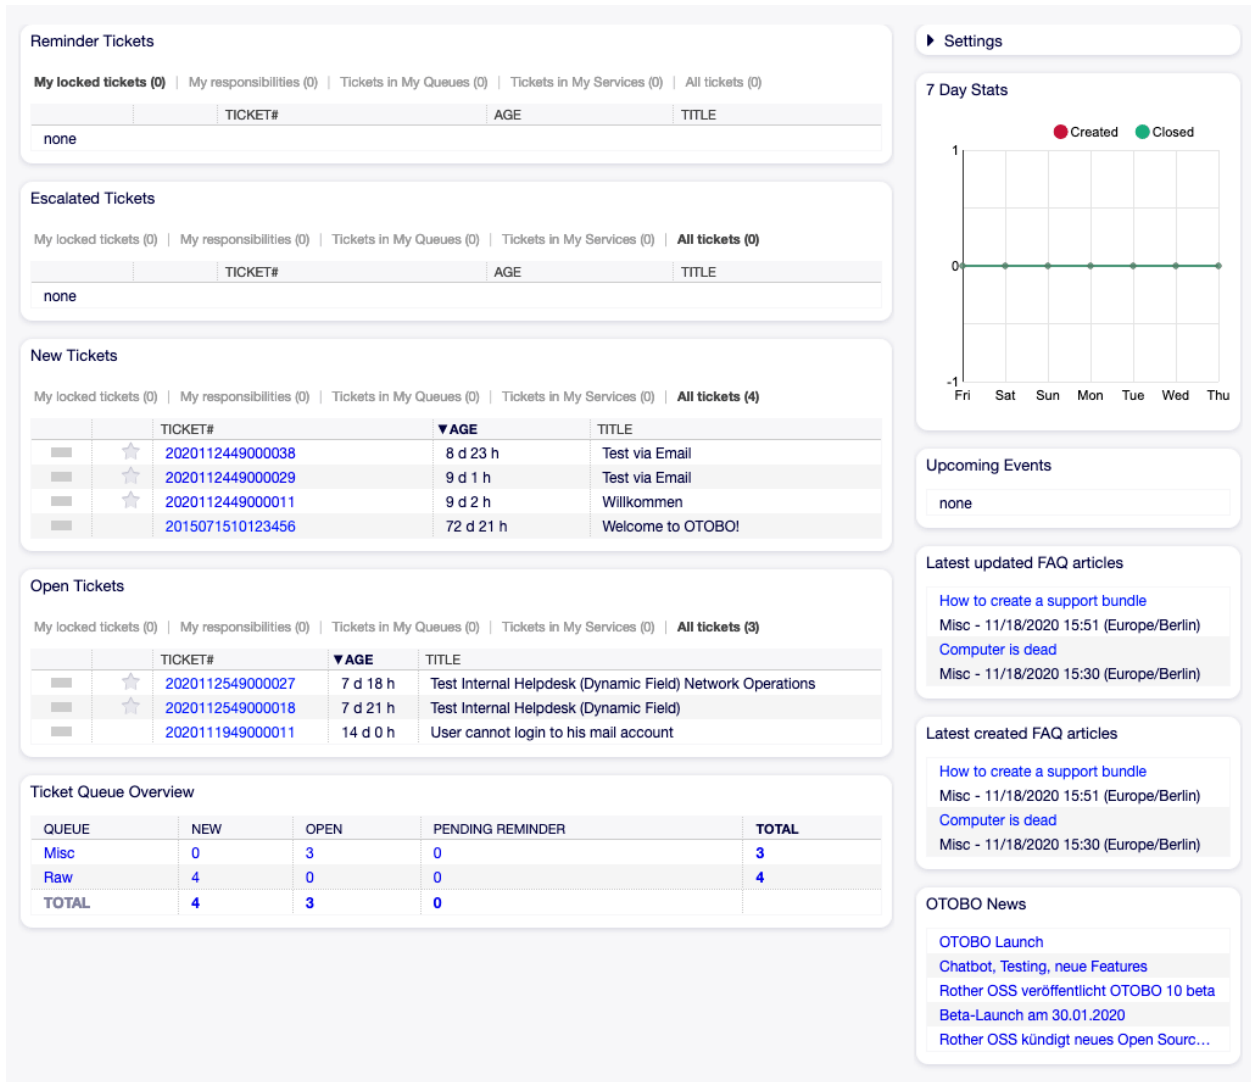 Reminder Tickets
My locked tickets (0) | My responsibilities (0) | Tickets in My Queues (0) | Tickets in My Services (0) | All tickets (0)
TICKET# AGE TITLE
none
Escalated Tickets
My locked tickets (0) | My responsibilities (0) | Tickets in My Queues (0) | Tickets in My Services (0) | All tickets (0)
TICKET# AGE TITLE
none
New Tickets
My locked tickets (0) | My responsibilities (0) | Tickets in My Queues (0) | Tickets in My Services (0) | All tickets (4)
TICKET# ▼AGE TITLE
2020112449000038 8 d 23 h Test via Email
2020112449000029 9 d 1 h Test via Email
2020112449000011 9 d 2 h Willkommen
2015071510123456 72 d 21 h Welcome to OTOBO!
Open Tickets
My locked tickets (0) | My responsibilities (0) | Tickets in My Queues (0) | Tickets in My Services (0) | All tickets (3)
TICKET# ▼AGE TITLE
2020112549000027 7 d 18 h Test Internal Helpdesk (Dynamic Field) Network Operations
2020112549000018 7 d 21 h Test Internal Helpdesk (Dynamic Field)
2020111949000011 14 d 0 h User cannot login to his mail account
Ticket Queue Overview
QUEUE NEW OPEN PENDING REMINDER TOTAL
Misc 0 3 0 3
Raw 4 0 0 4
TOTAL 4 3 0
Settings
7 Day Stats
Created Closed
1
0
-1
Fri Sat Sun Mon Tue Wed Thu
Upcoming Events
none
Latest updated FAQ articles
How to create a support bundle
Misc - 11/18/2020 15:51 (Europe/Berlin)
Computer is dead
Misc - 11/18/2020 15:30 (Europe/Berlin)
Latest created FAQ articles
How to create a support bundle
Misc - 11/18/2020 15:51 (Europe/Berlin)
Computer is dead
Misc - 11/18/2020 15:30 (Europe/Berlin)
OTOBO News
OTOBO Launch
Chatbot, Testing, neue Features
Rother OSS veröffentlicht OTOBO 10 beta
Beta-Launch am 30.01.2020
Rother OSS kündigt neues Open Sourc...